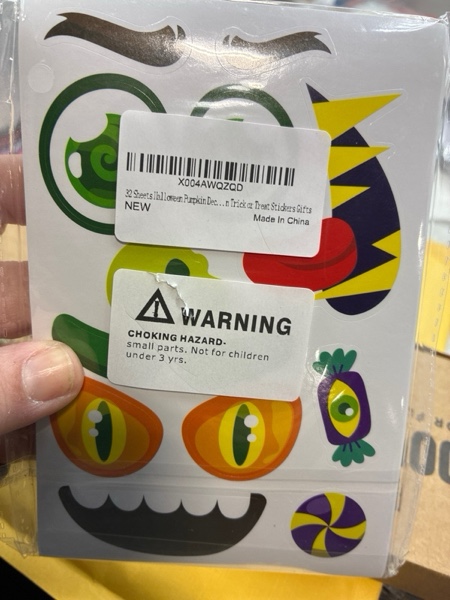 X004AWQZQD
32 Sheets Halloween Pumpkin Dec...n Trick or Treat Stickers Gifts
NEW
Made In China
WARNING
CHOKING HAZARD-
small parts. Not for children
under 3 yrs.